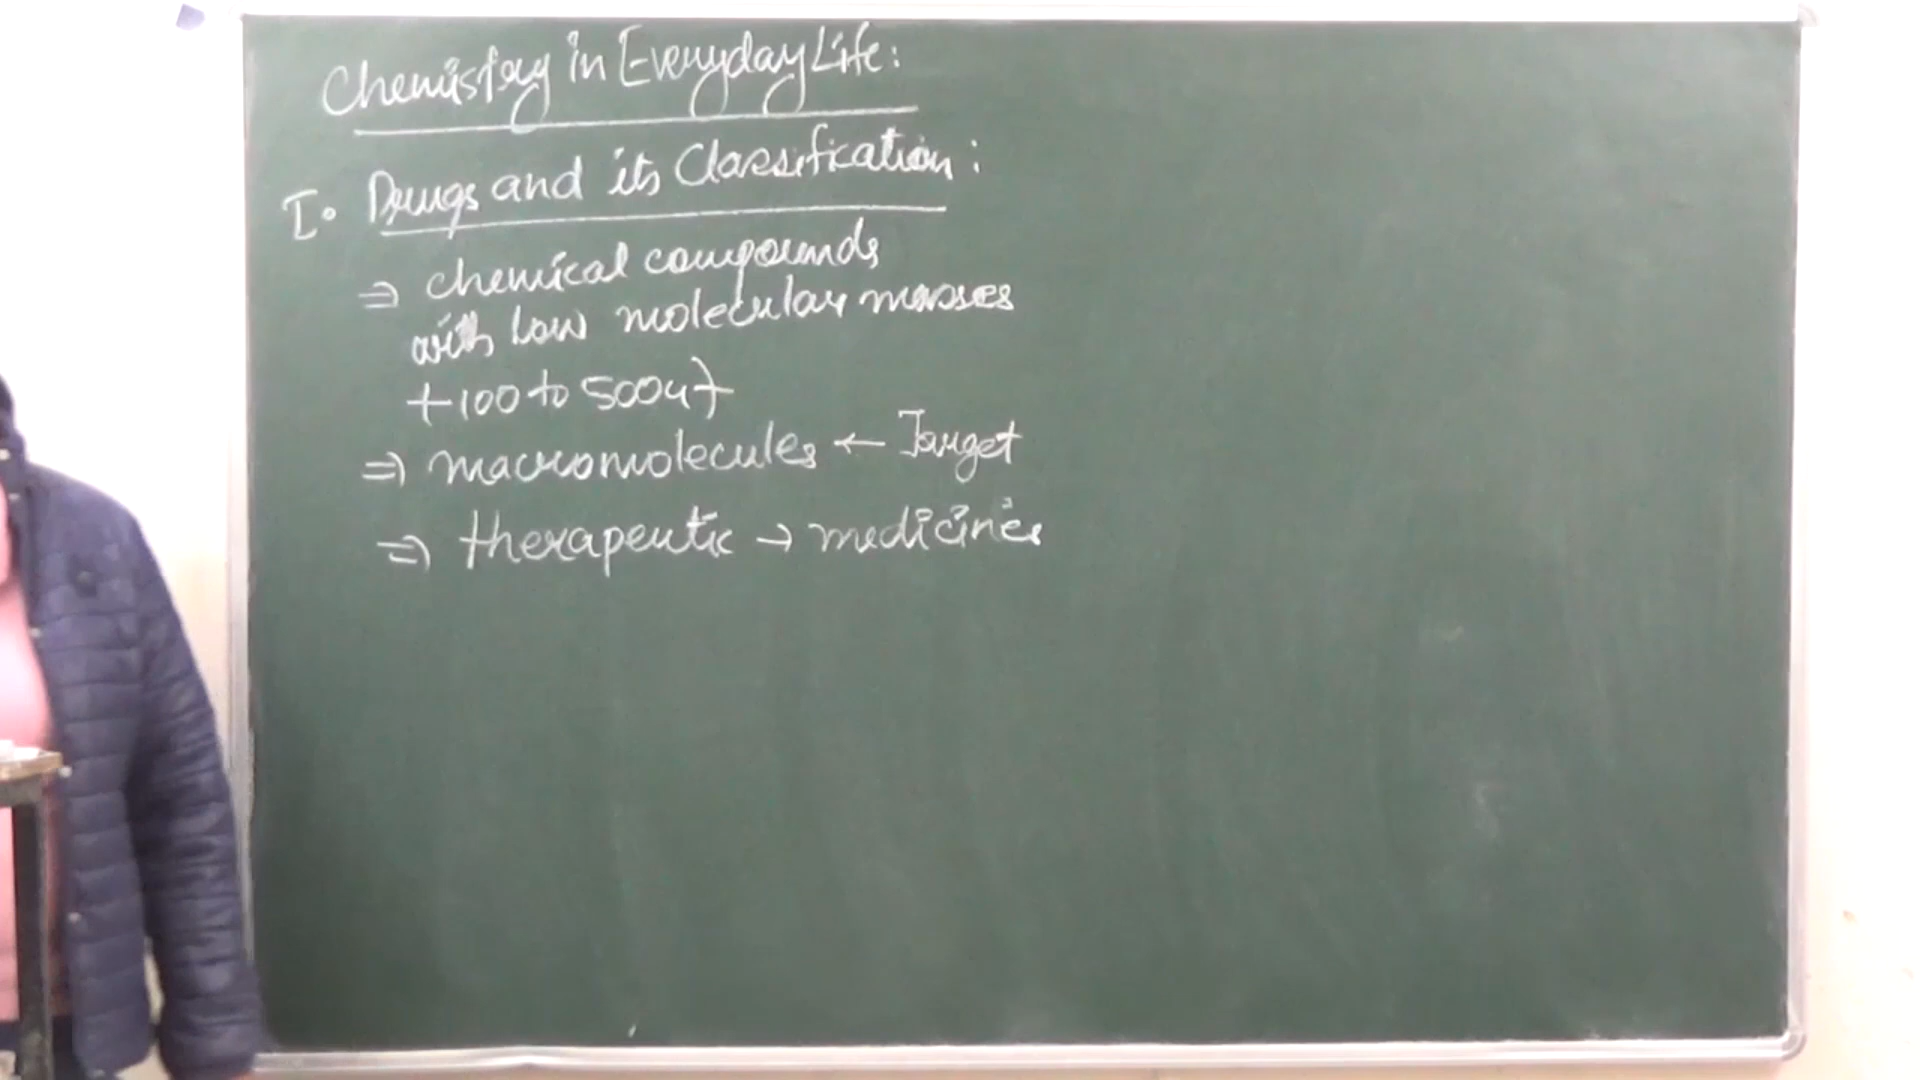 Chemistry in Everyday Life:
I. Drugs and its Classification:
⇒ chemical compounds
with low molecular masses
{100 to 500u}
⇒ macromolecules ← Target
⇒ therapeutic → medicines